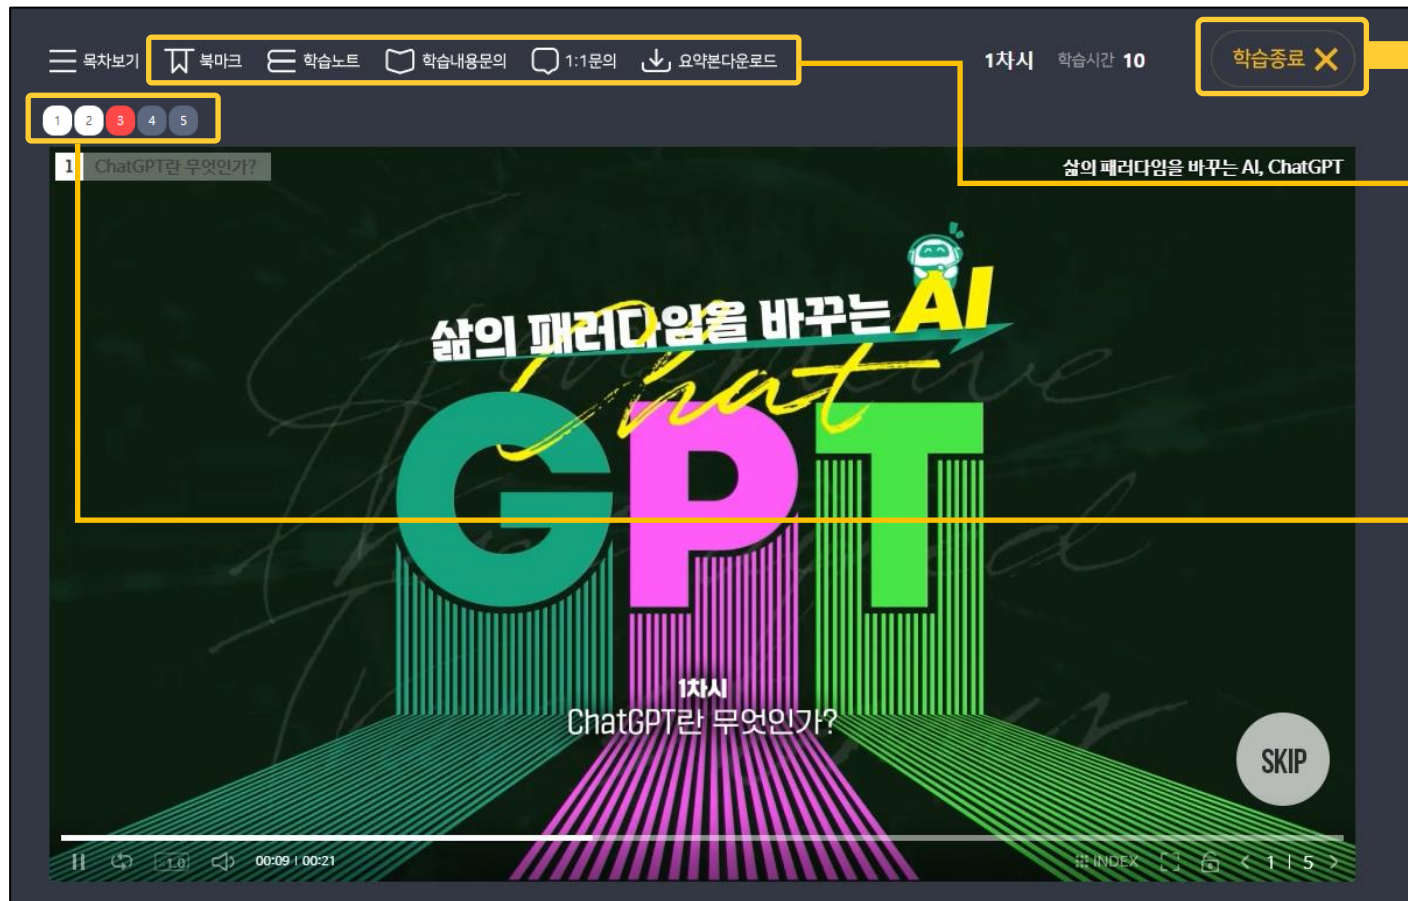 목차보기 북마크 학습노트 학습내용문의 1:1문의 요약본다운로드 1차시 학습시간 10 학습종료
1 2 3 4 5
1 ChatGPT란 무엇인가? 삶의 패러다임을 바꾸는 AI, ChatGPT
삶의 패러다임을 바꾸는 AI
Chat
GPT
1차시
ChatGPT란 무엇인가?
SKIP
×1.0 00:09 | 00:21 INDEX 1 | 5